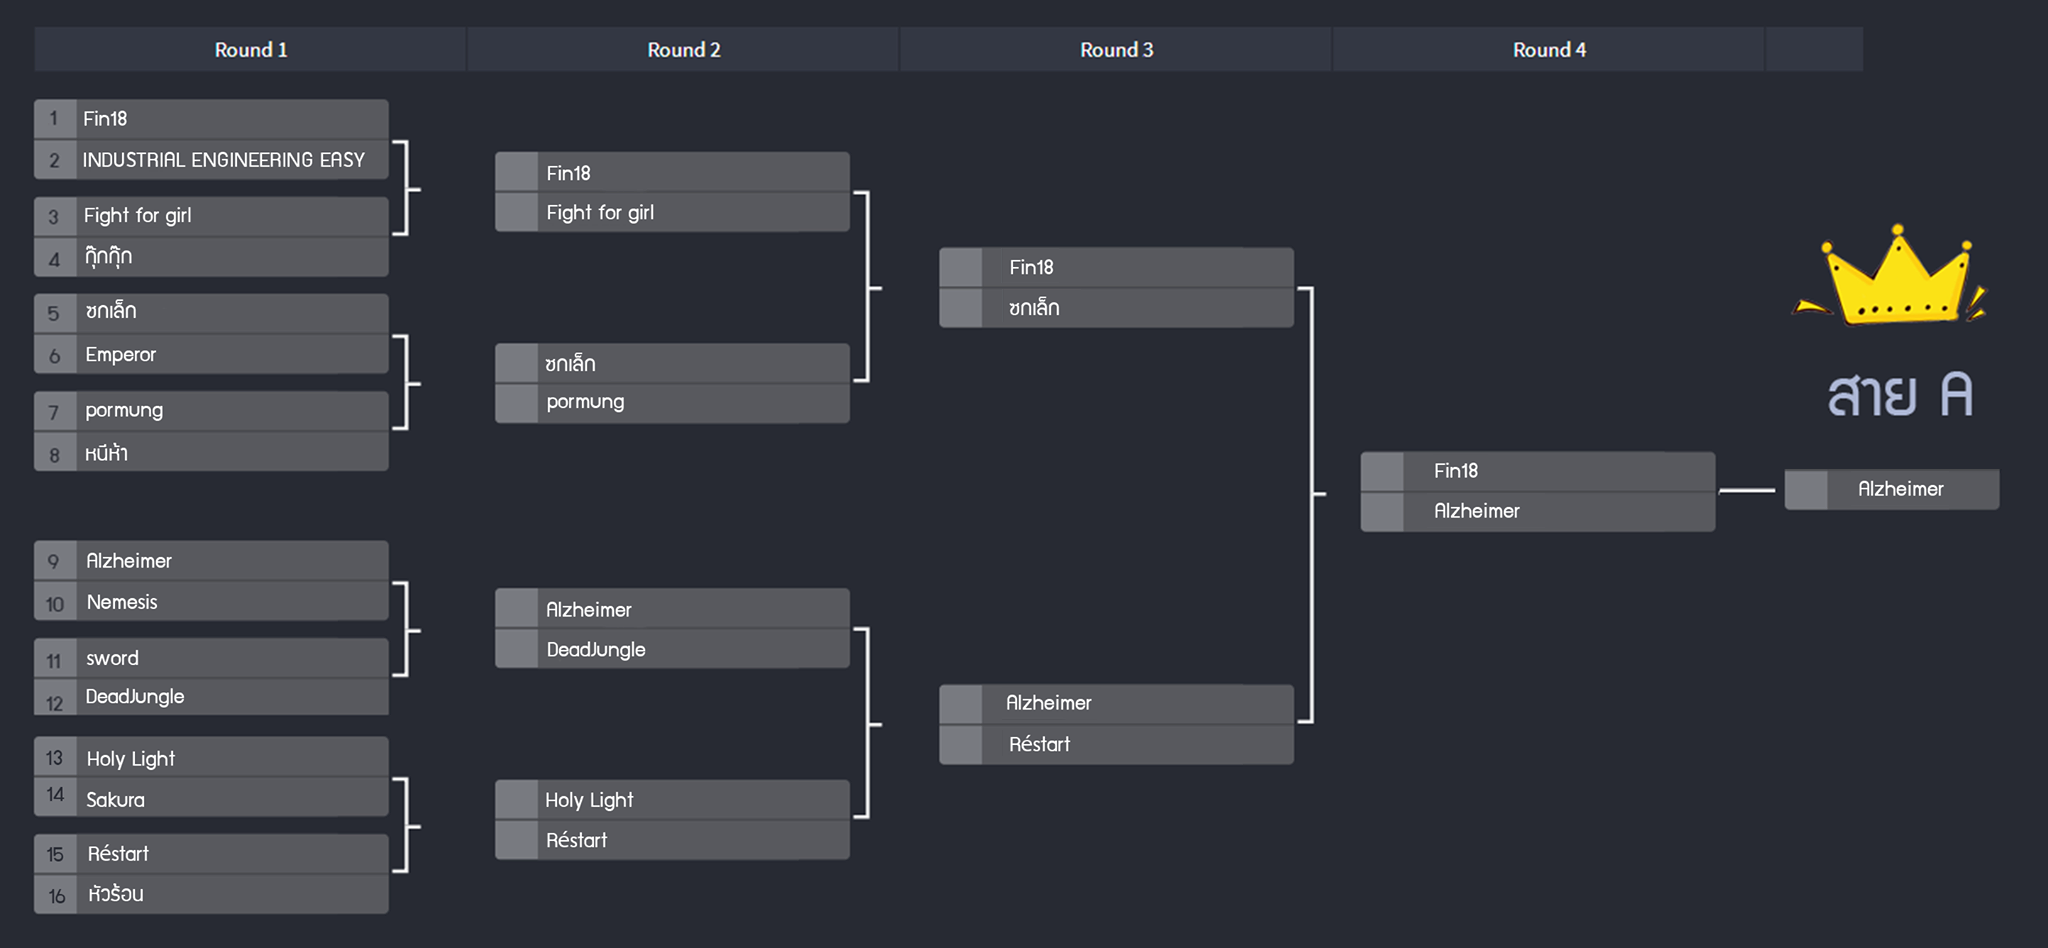 Round 1
Round 2
Round 3
Round 4
1 Fin18
2 INDUSTRIAL ENGINEERING EASY
3 Fight for girl
4 กุ๊กกุ๊ก
5 ซกเล็ก
6 Emperor
7 pormung
8 หนีห้า
9 Alzheimer
10 Nemesis
11 sword
12 DeadJungle
13 Holy Light
14 Sakura
15 Réstart
16 หัวร้อน
Fin18
Fight for girl
ซกเล็ก
pormung
Alzheimer
DeadJungle
Holy Light
Réstart
Fin18
ซกเล็ก
Alzheimer
Réstart
Fin18
Alzheimer
สาย A
Alzheimer